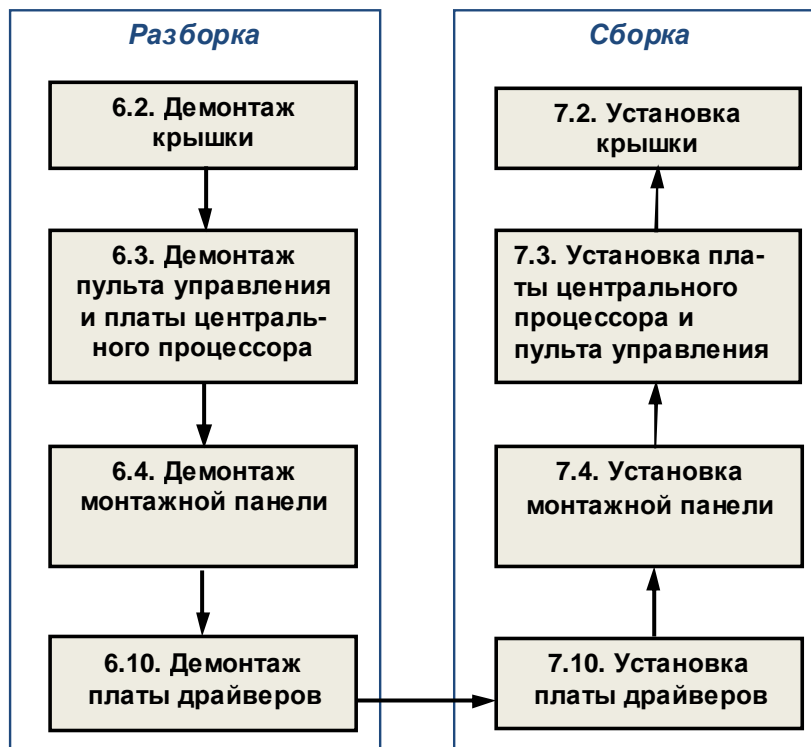 Разборка
6.2. Демонтаж
крышки
6.3. Демонтаж
пульта управления
и платы централь-
ного процессора
6.4. Демонтаж
монтажной панели
6.10. Демонтаж
платы драйверов
Сборка
7.2. Установка
крышки
7.3. Установка пла-
ты центрального
процессора и
пульта управления
7.4. Установка
монтажной панели
7.10. Установка
платы драйверов